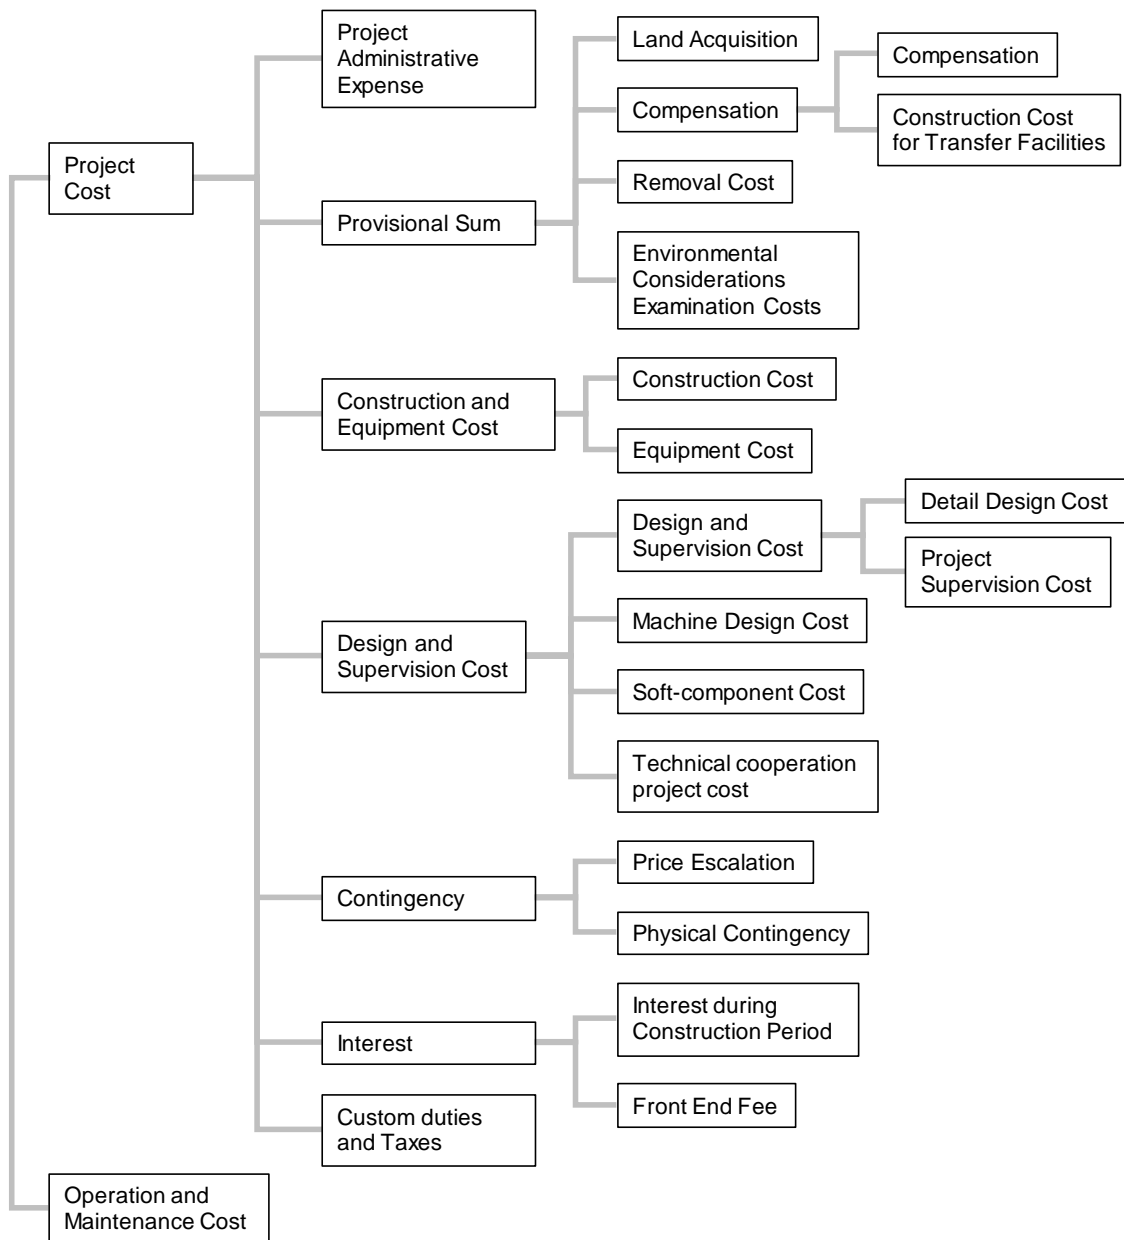 Project
Administrative
Expense
Land Acquisition
Compensation
Compensation
Construction Cost
for Transfer Facilities
Project
Cost
Removal Cost
Provisional Sum
Environmental
Considerations
Examination Costs
Construction and
Equipment Cost
Construction Cost
Equipment Cost
Design and
Supervision Cost
Detail Design Cost
Project
Supervision Cost
Machine Design Cost
Design and
Supervision Cost
Soft-component Cost
Technical cooperation
project cost
Price Escalation
Contingency
Physical Contingency
Interest during
Construction Period
Interest
Front End Fee
Custom duties
and Taxes
Operation and
Maintenance Cost